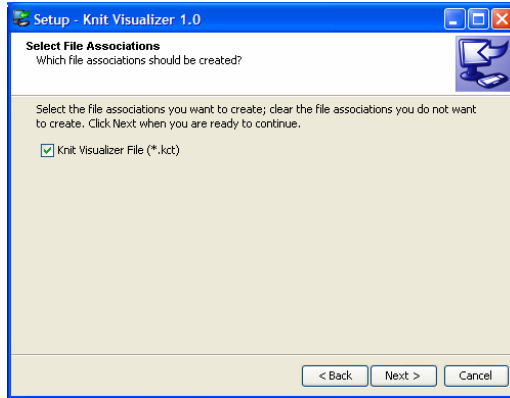 Setup - Knit Visualizer 1.0
Select File Associations
Which file associations should be created?
Select the file associations you want to create; clear the file associations you do not want
to create. Click Next when you are ready to continue.
Knit Visualizer File (*.kct)
< Back Next > Cancel